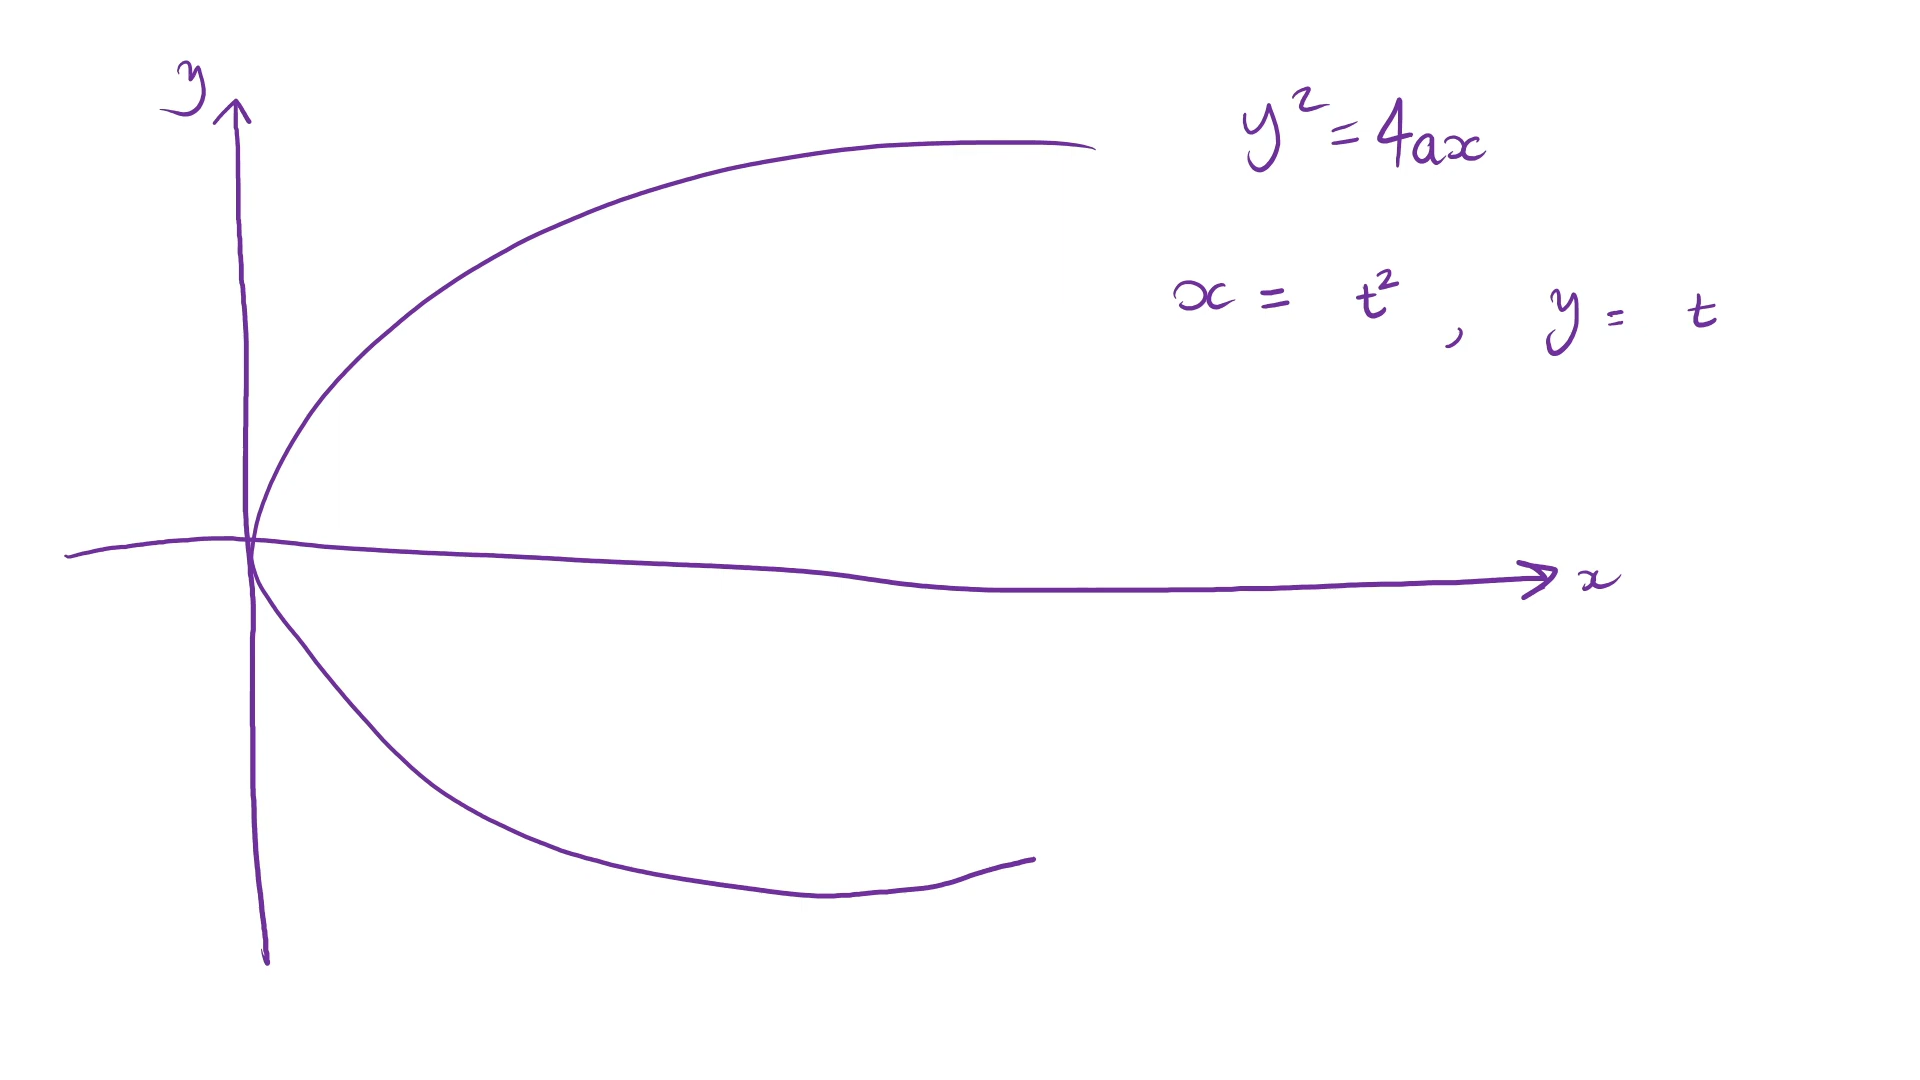 y
y² = 4ax
x = t² , y = t
x